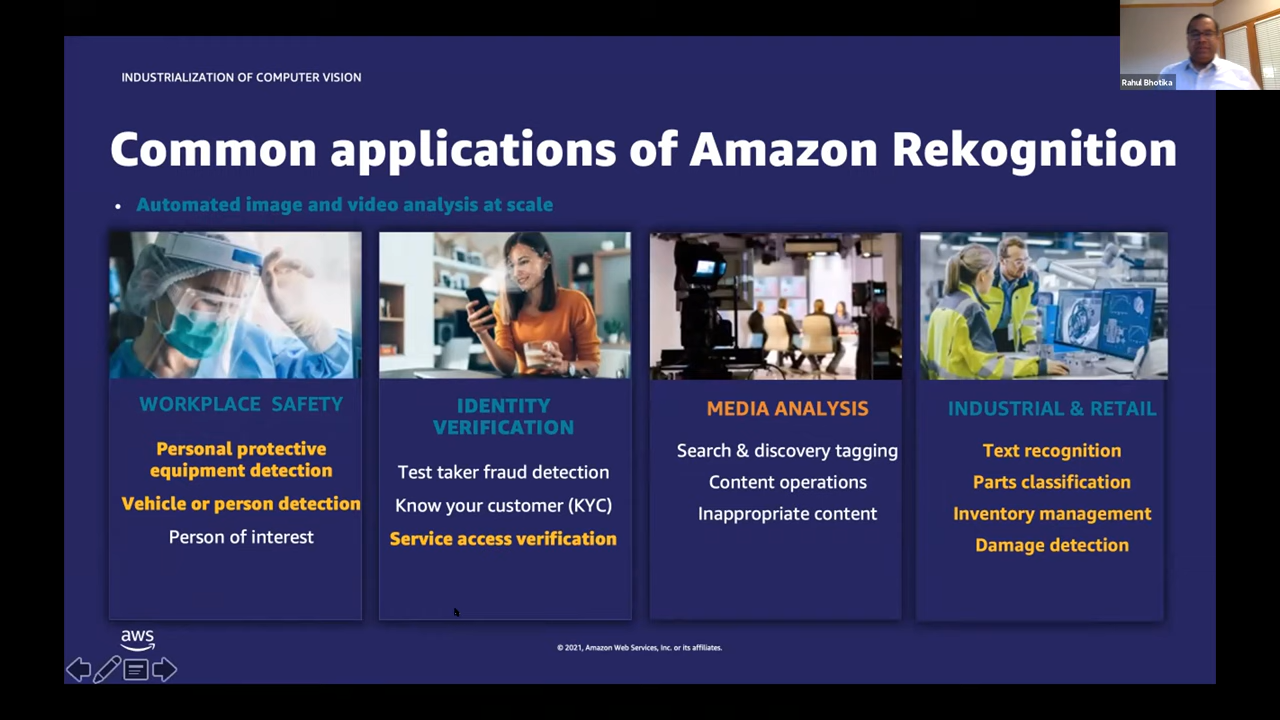 Rahul Bhotika
INDUSTRIALIZATION OF COMPUTER VISION
Common applications of Amazon Rekognition
• Automated image and video analysis at scale
WORKPLACE SAFETY
Personal protective
equipment detection
Vehicle or person detection
Person of interest
IDENTITY
VERIFICATION
Test taker fraud detection
Know your customer (KYC)
Service access verification
MEDIA ANALYSIS
Search & discovery tagging
Content operations
Inappropriate content
INDUSTRIAL & RETAIL
Text recognition
Parts classification
Inventory management
Damage detection
aws
© 2021, Amazon Web Services, Inc. or its affiliates.